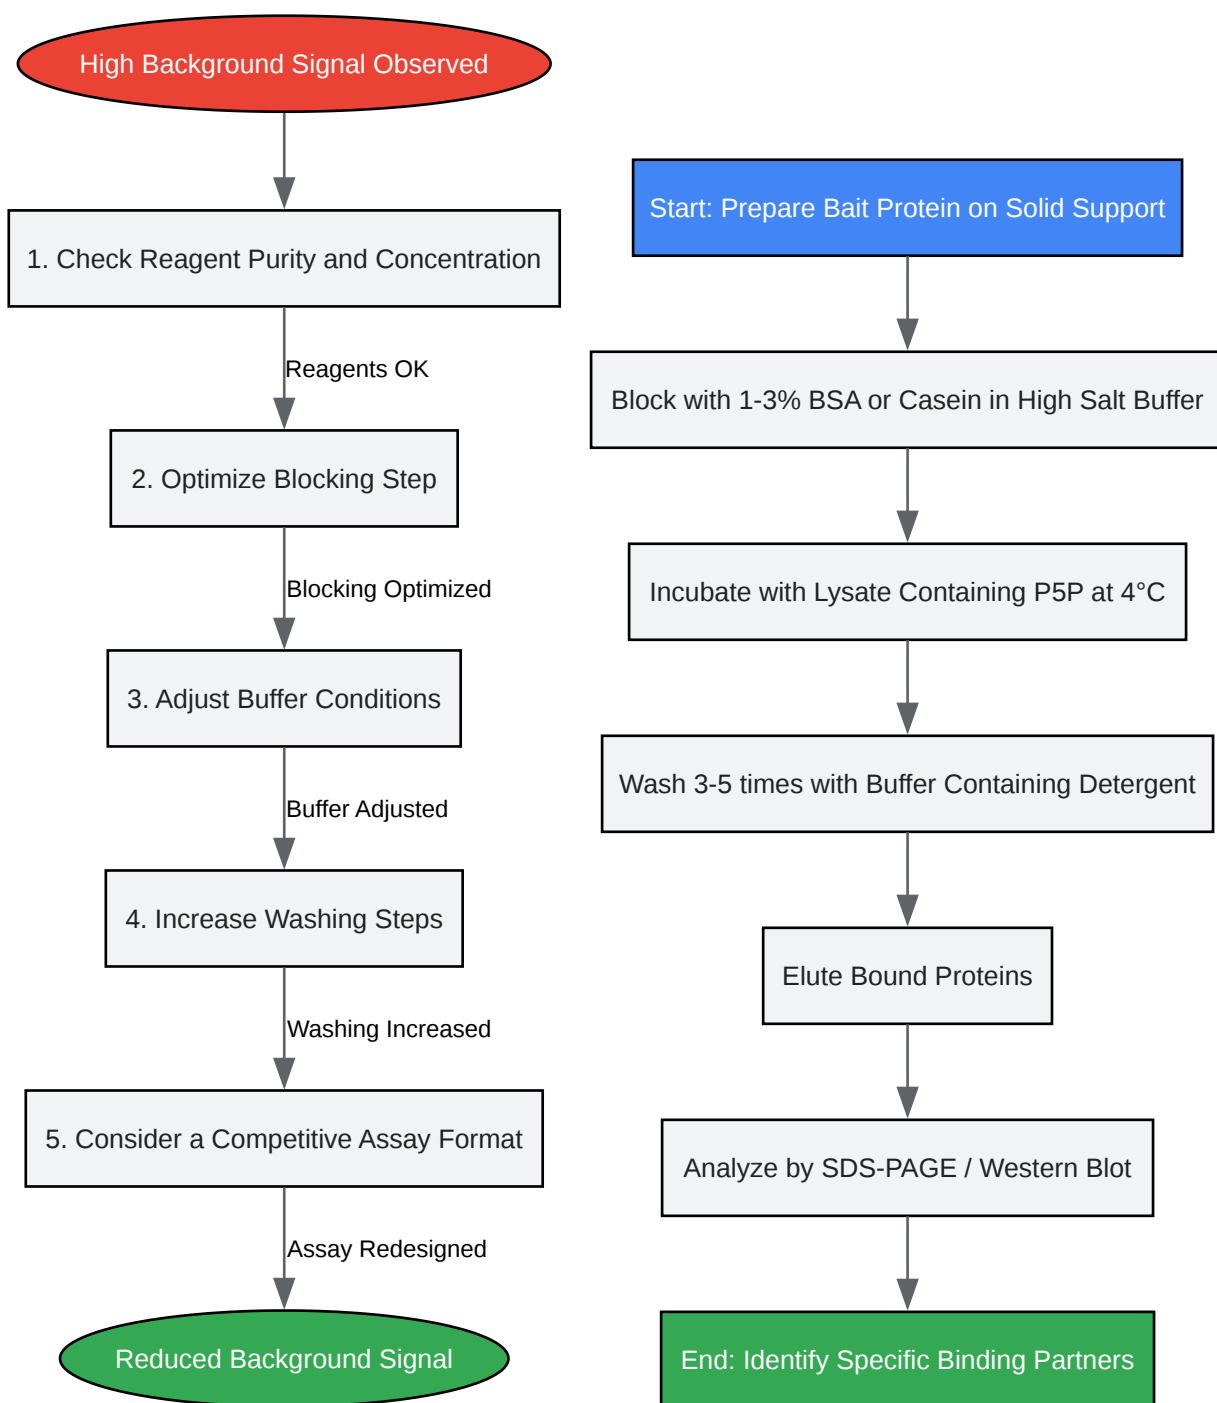 High Background Signal Observed
1. Check Reagent Purity and Concentration
Reagents OK
2. Optimize Blocking Step
Blocking Optimized
3. Adjust Buffer Conditions
Buffer Adjusted
4. Increase Washing Steps
Washing Increased
5. Consider a Competitive Assay Format
Assay Redesigned
Reduced Background Signal
Start: Prepare Bait Protein on Solid Support
Block with 1-3% BSA or Casein in High Salt Buffer
Incubate with Lysate Containing P5P at 4°C
Wash 3-5 times with Buffer Containing Detergent
Elute Bound Proteins
Analyze by SDS-PAGE / Western Blot
End: Identify Specific Binding Partners